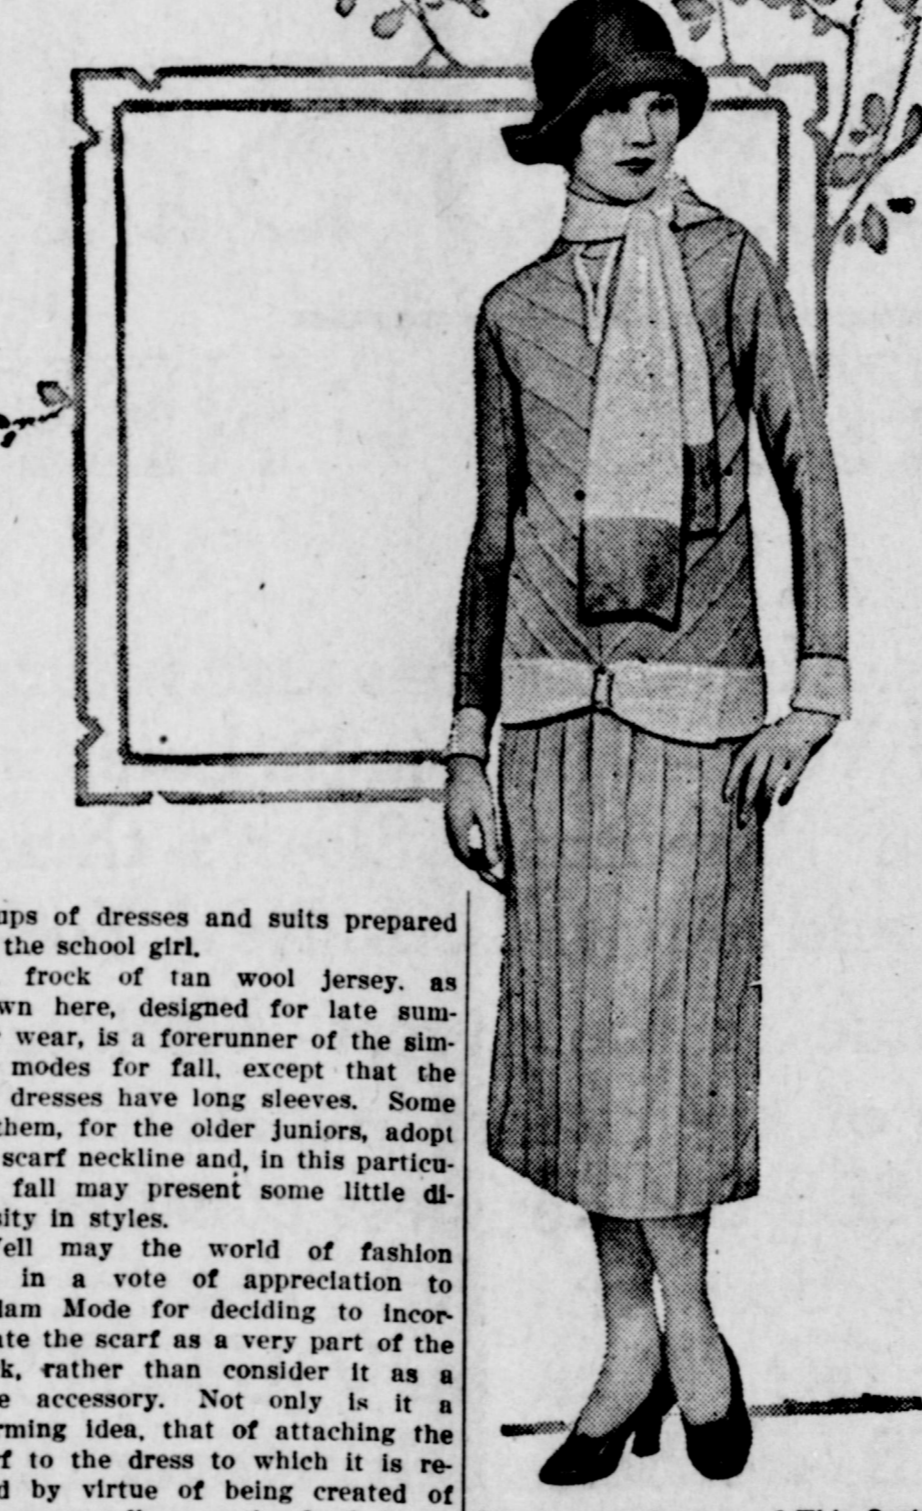 ups of dresses and suits prepared
the school girl.
frock of tan wool jersey. as
wn here, designed for late sum-
wear, is a forerunner of the sim-
modes for fall. except that the
dresses have long sleeves. Some
them, for the older juniors, adopt
scarf neckline and, in this particu-
fall may present some little di-
sity in styles.
ell may the world of fashion
in a vote of appreciation to
lam Mode for deciding to incor-
ate the scarf as a very part of the
k, rather than consider it as a
e accessory. Not only is it a
rming idea, that of attaching the
rf to the dress to which it is re-
d by virtue of being created of